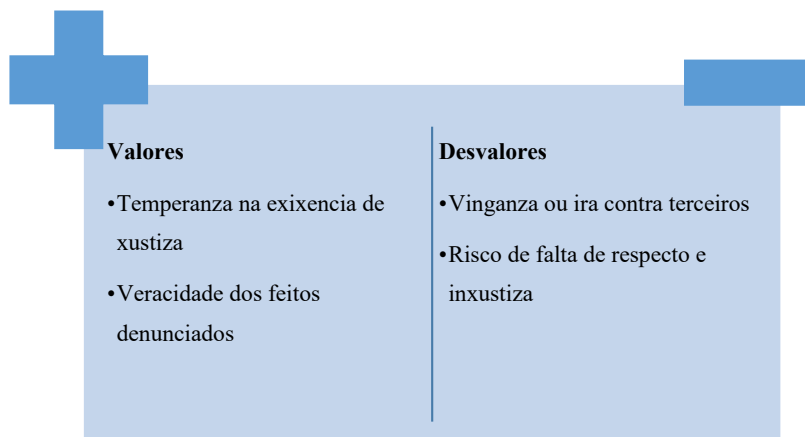 Valores
•Temperanza na exixencia de
xustiza
•Veracidade dos feitos
denunciados
Desvalores
•Vinganza ou ira contra terceiros
•Risco de falta de respecto e
inxustiza